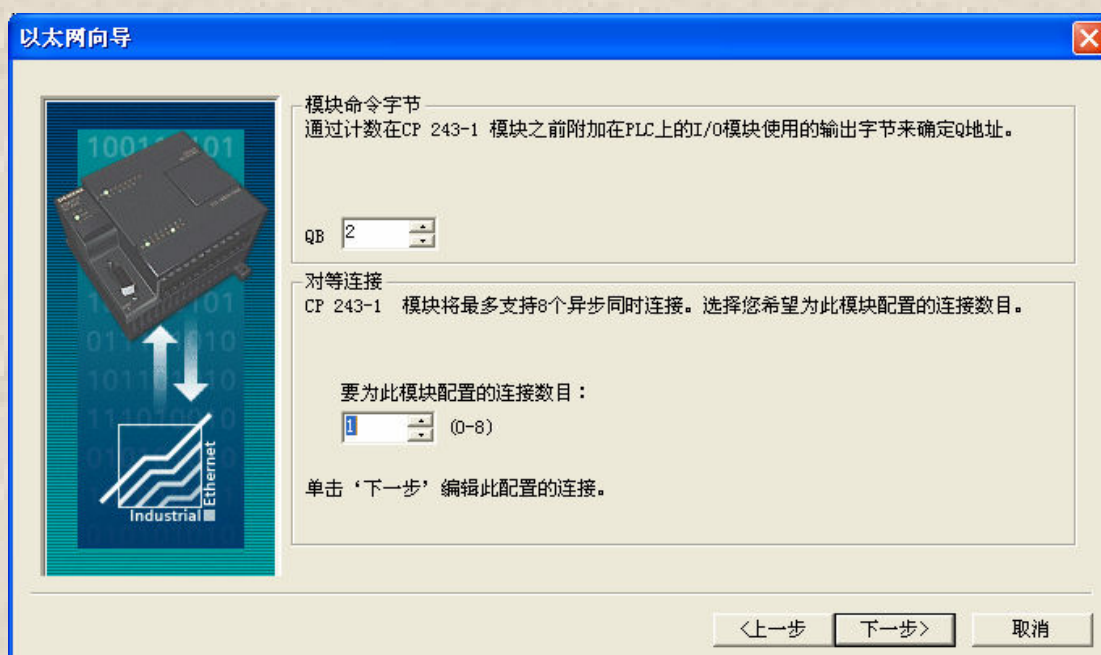 以太网向导
模块命令字节
通过计数在CP 243-1 模块之前附加在PLC上的I/O模块使用的输出字节来确定Q地址。
QB 2
对等连接
CP 243-1 模块将最多支持8个异步同时连接。选择您希望为此模块配置的连接数目。
要为此模块配置的连接数目：
1 (0-8)
单击‘下一步’编辑此配置的连接。
Industrial
Ethernet
<上一步 下一步> 取消